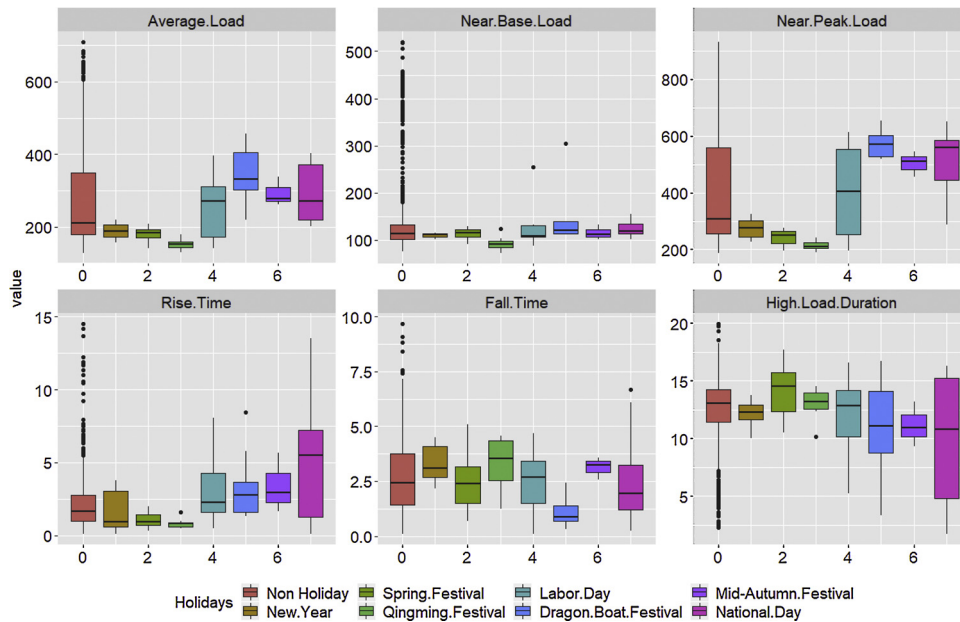 Average.Load Near.Base.Load Near.Peak.Load
600
400
200
0 2 4 6
500
400
300
200
100
0 2 4 6
800
600
400
200
0 2 4 6
value
Rise.Time Fall.Time High.Load.Duration
15
10
5
0
0 2 4 6
10.0
7.5
5.0
2.5
0.0
0 2 4 6
20
15
10
5
0 2 4 6
Holidays
Non Holiday Spring.Festival Labor.Day Mid-Autumn.Festival
New.Year Qingming.Festival Dragon.Boat.Festival National.Day